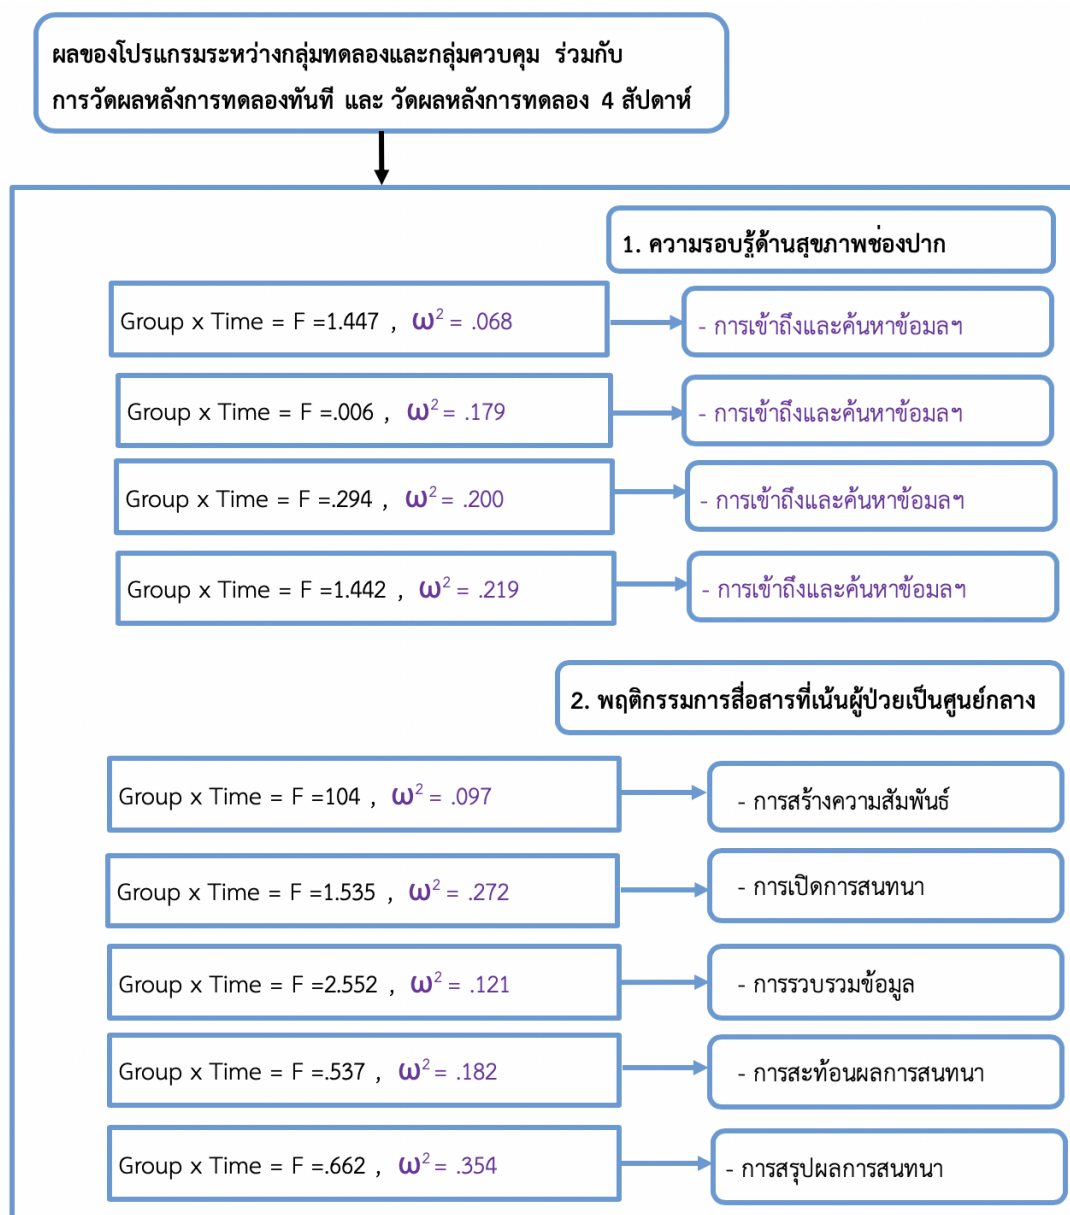 ผลของโปรแกรมระหว่างกลุ่มทดลองและกลุ่มควบคุม ร่วมกับ
การวัดผลหลังการทดลองทันที และ วัดผลหลังการทดลอง 4 สัปดาห์
1. ความรอบรู้ด้านสุขภาพช่องปาก
Group x Time = F =1.447 , ω² = .068
- การเข้าถึงและค้นหาข้อมลฯ
Group x Time = F =.006 , ω² = .179
- การเข้าถึงและค้นหาข้อมลฯ
Group x Time = F =.294 , ω² = .200
- การเข้าถึงและค้นหาข้อมลฯ
Group x Time = F =1.442 , ω² = .219
- การเข้าถึงและค้นหาข้อมลฯ
2. พฤติกรรมการสื่อสารที่เน้นผู้ป่วยเป็นศูนย์กลาง
Group x Time = F =104 , ω² = .097
- การสร้างความสัมพันธ์
Group x Time = F =1.535 , ω² = .272
- การเปิดการสนทนา
Group x Time = F =2.552 , ω² = .121
- การรวบรวมข้อมูล
Group x Time = F =.537 , ω² = .182
- การสะท้อนผลการสนทนา
Group x Time = F =.662 , ω² = .354
- การสรุปผลการสนทนา